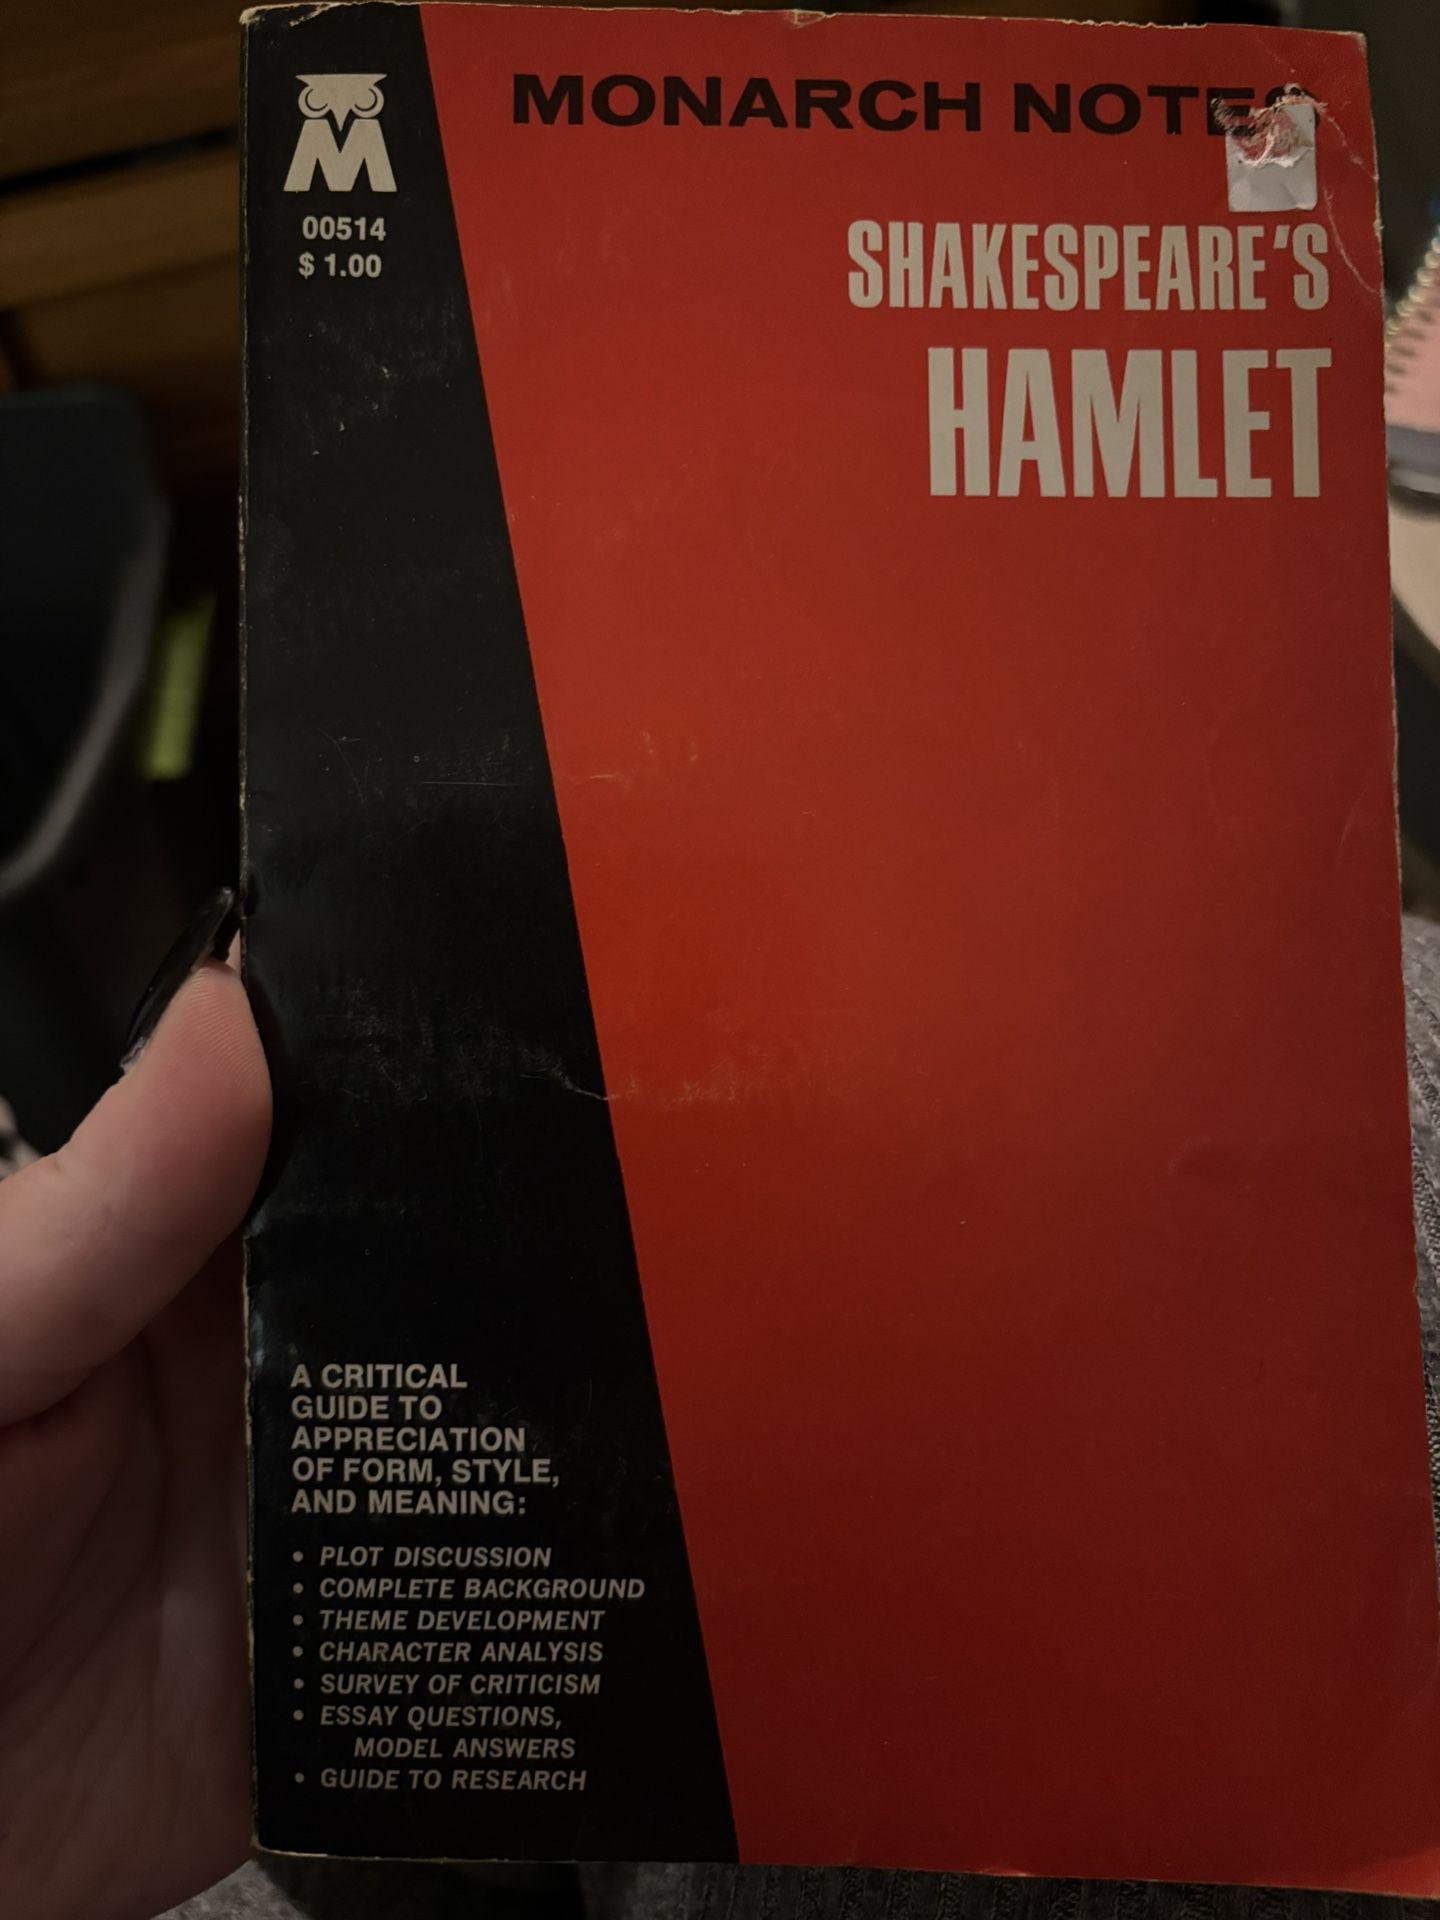 MONARCH NOTES
M
00514
$ 1.00
SHAKESPEARE'S
HAMLET
A CRITICAL
GUIDE TO
APPRECIATION
OF FORM, STYLE,
AND MEANING:
• PLOT DISCUSSION
• COMPLETE BACKGROUND
• THEME DEVELOPMENT
• CHARACTER ANALYSIS
• SURVEY OF CRITICISM
• ESSAY QUESTIONS,
MODEL ANSWERS
• GUIDE TO RESEARCH